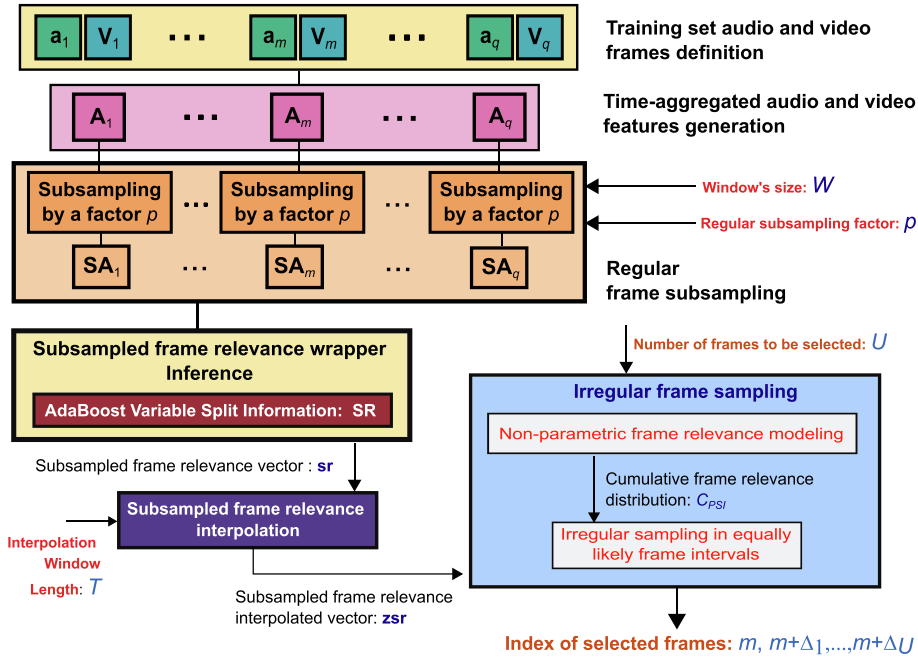 a1 V1 ... am Vm ... aq Vq
Training set audio and video
frames definition
A1 ... Am ... Aq
Time-aggregated audio and video
features generation
Subsampling
by a factor p
...
Subsampling
by a factor p
...
Subsampling
by a factor p
Window's size: W
Regular subsampling factor: p
SA1 ... SAm ... SAq
Regular
frame subsampling
Subsampled frame relevance wrapper
Inference
AdaBoost Variable Split Information: SR
Number of frames to be selected: U
Irregular frame sampling
Non-parametric frame relevance modeling
Cumulative frame relevance
distribution: CPSI
Irregular sampling in equally
likely frame intervals
Subsampled frame relevance vector : sr
Subsampled frame relevance
interpolation
Interpolation
Window
Length: T
Subsampled frame relevance
interpolated vector: zsr
Index of selected frames: m, m+Δ1,...,m+ΔU